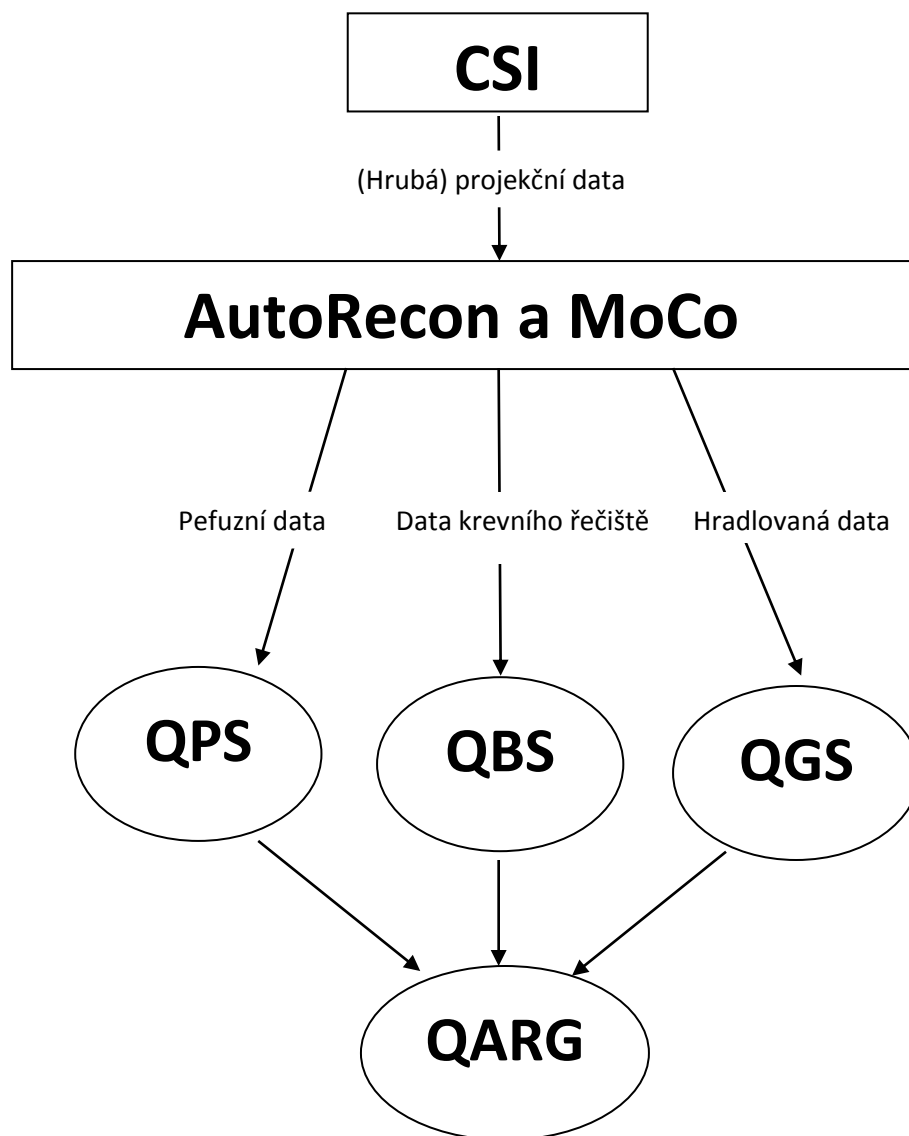 CSI
(Hrubá) projekční data
AutoRecon a MoCo
Pefuzní data
Data krevního řečiště
Hradlovaná data
QPS
QBS
QGS
QARG